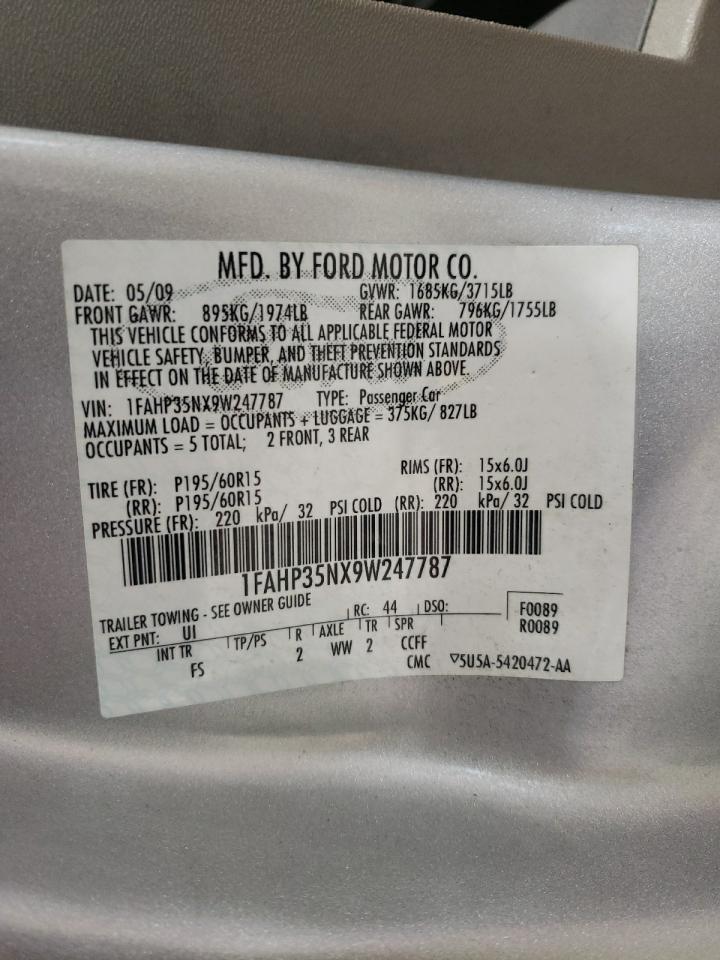 MFD. BY FORD MOTOR CO.
DATE: 05/09 GVWR: 1685KG/3715LB
FRONT GAWR: 895KG/1974LB REAR GAWR: 796KG/1755LB
THIS VEHICLE CONFORMS TO ALL APPLICABLE FEDERAL MOTOR
VEHICLE SAFETY, BUMPER, AND THEFT PREVENTION STANDARDS
IN EFFECT ON THE DATE OF MANUFACTURE SHOWN ABOVE.
VIN: 1FAHP35NX9W247787 TYPE: Passenger Car
MAXIMUM LOAD = OCCUPANTS + LUGGAGE = 375KG/ 827LB
OCCUPANTS = 5 TOTAL; 2 FRONT, 3 REAR
TIRE (FR): P195/60R15 RIMS (FR): 15x6.0J
(RR): P195/60R15 (RR): 15x6.0J
PRESSURE (FR): 220 kPa/ 32 PSI COLD (RR): 220 kPa/ 32 PSI COLD
1FAHP35NX9W247787
TRAILER TOWING - SEE OWNER GUIDE RC: 44 DSO: F0089
EXT PNT: UI R0089
INT TR TP/PS R AXLE TR SPR
FS 2 WW 2 CCFF
CMC 5U5A-5420472-AA